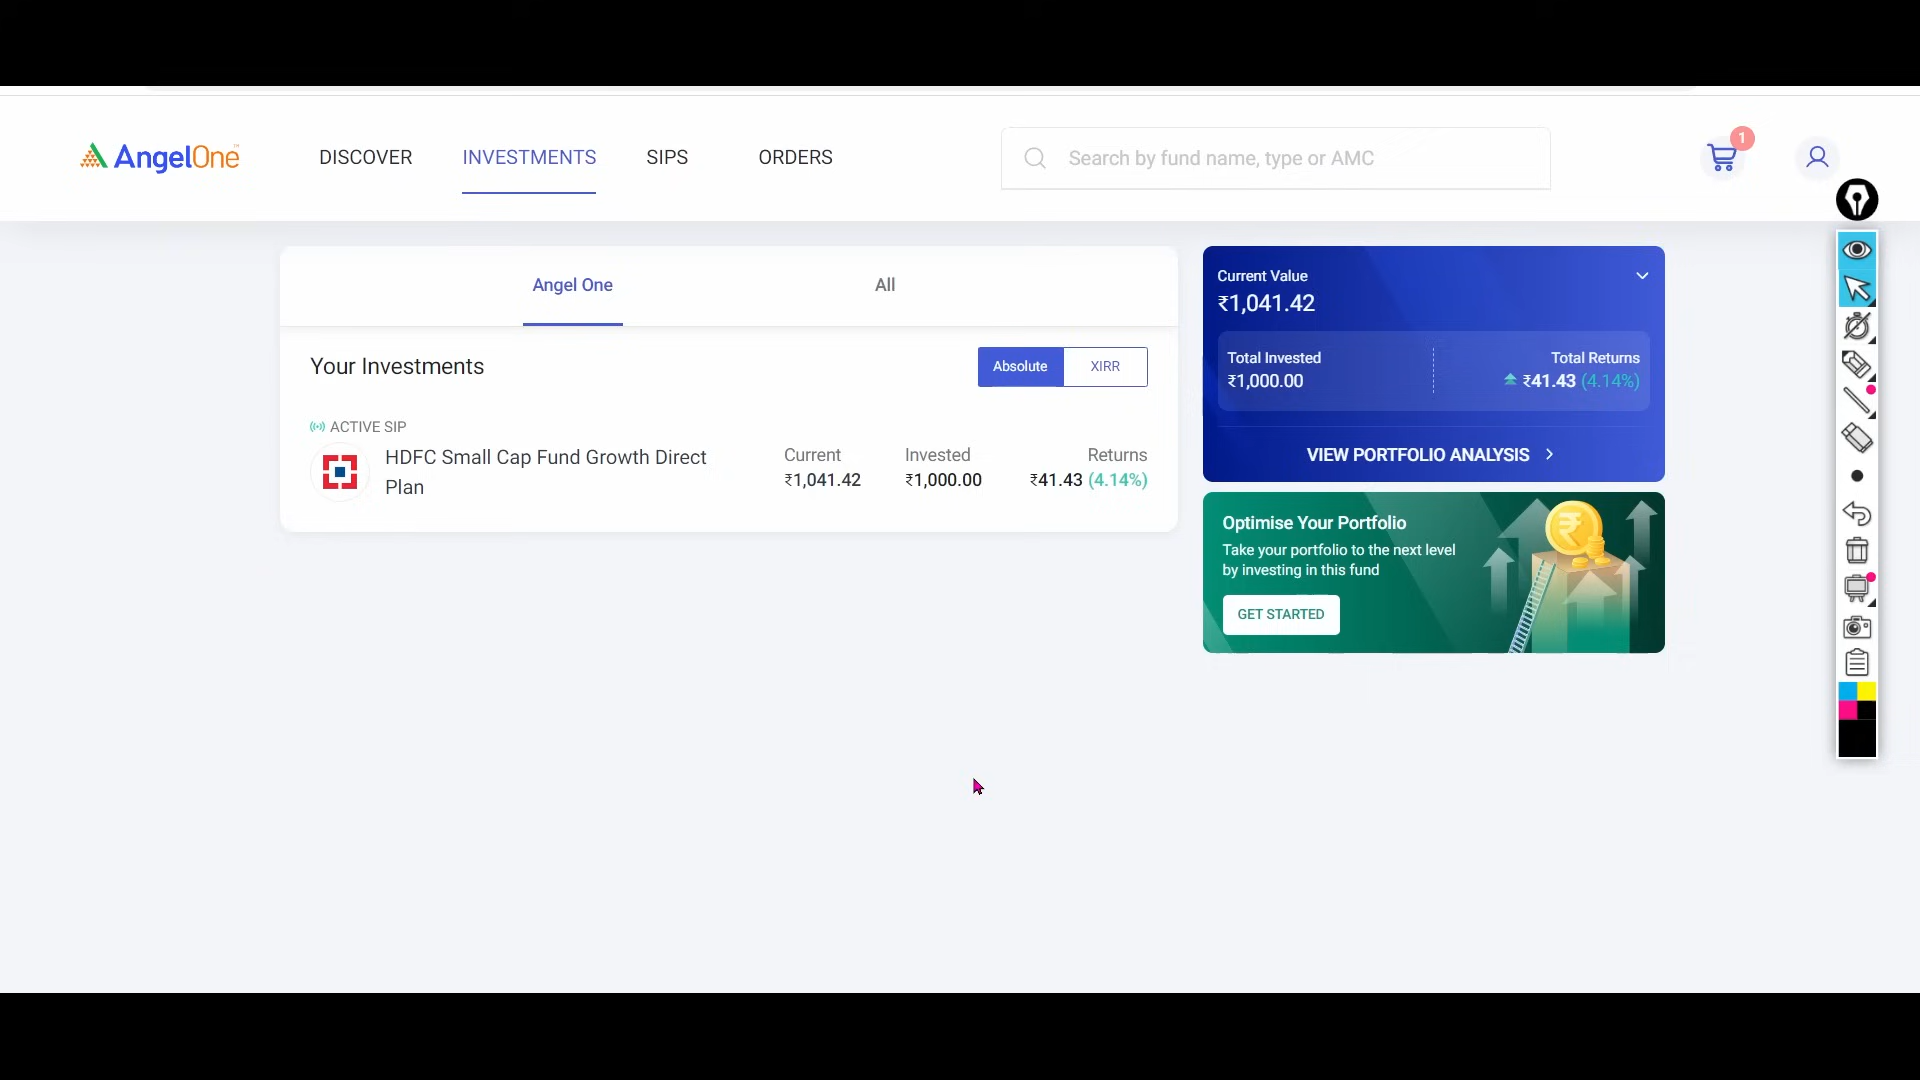 AngelOne
DISCOVER
INVESTMENTS
SIPS
ORDERS
Search by fund name, type or AMC
1
Angel One
All
Your Investments
Absolute
XIRR
ACTIVE SIP
HDFC Small Cap Fund Growth Direct
Plan
Current
₹1,041.42
Invested
₹1,000.00
Returns
₹41.43 (4.14%)
Current Value
₹1,041.42
Total Invested
₹1,000.00
Total Returns
₹41.43 (4.14%)
VIEW PORTFOLIO ANALYSIS
Optimise Your Portfolio
Take your portfolio to the next level
by investing in this fund
GET STARTED